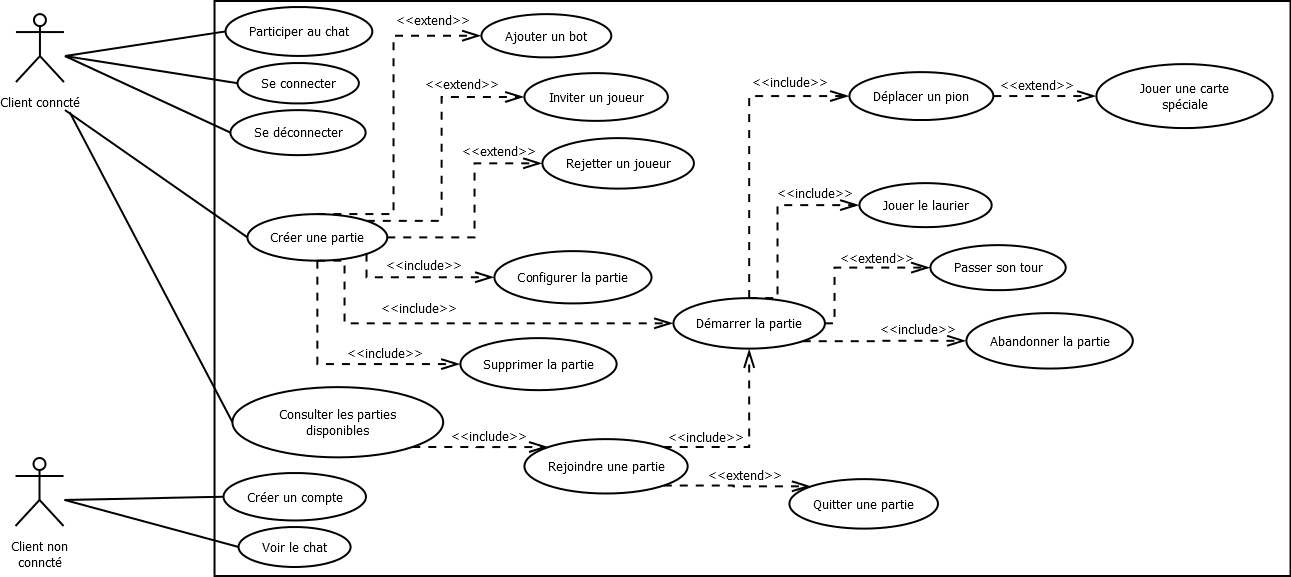 Participer au chat
<<extend>>
Ajouter un bot
Se connecter
Client conncté
Se déconnecter
<<extend>>
Inviter un joueur
<<extend>>
Rejetter un joueur
<<include>>
Déplacer un pion
<<extend>>
Jouer une carte
spéciale
<<include>>
Jouer le laurier
Créer une partie
<<include>>
Configurer la partie
<<extend>>
Passer son tour
<<include>>
Démarrer la partie
<<include>>
Abandonner la partie
<<include>>
Supprimer la partie
Consulter les parties
disponibles
<<include>>
Rejoindre une partie
<<include>>
<<extend>>
Quitter une partie
Créer un compte
Voir le chat
Client non
conncté